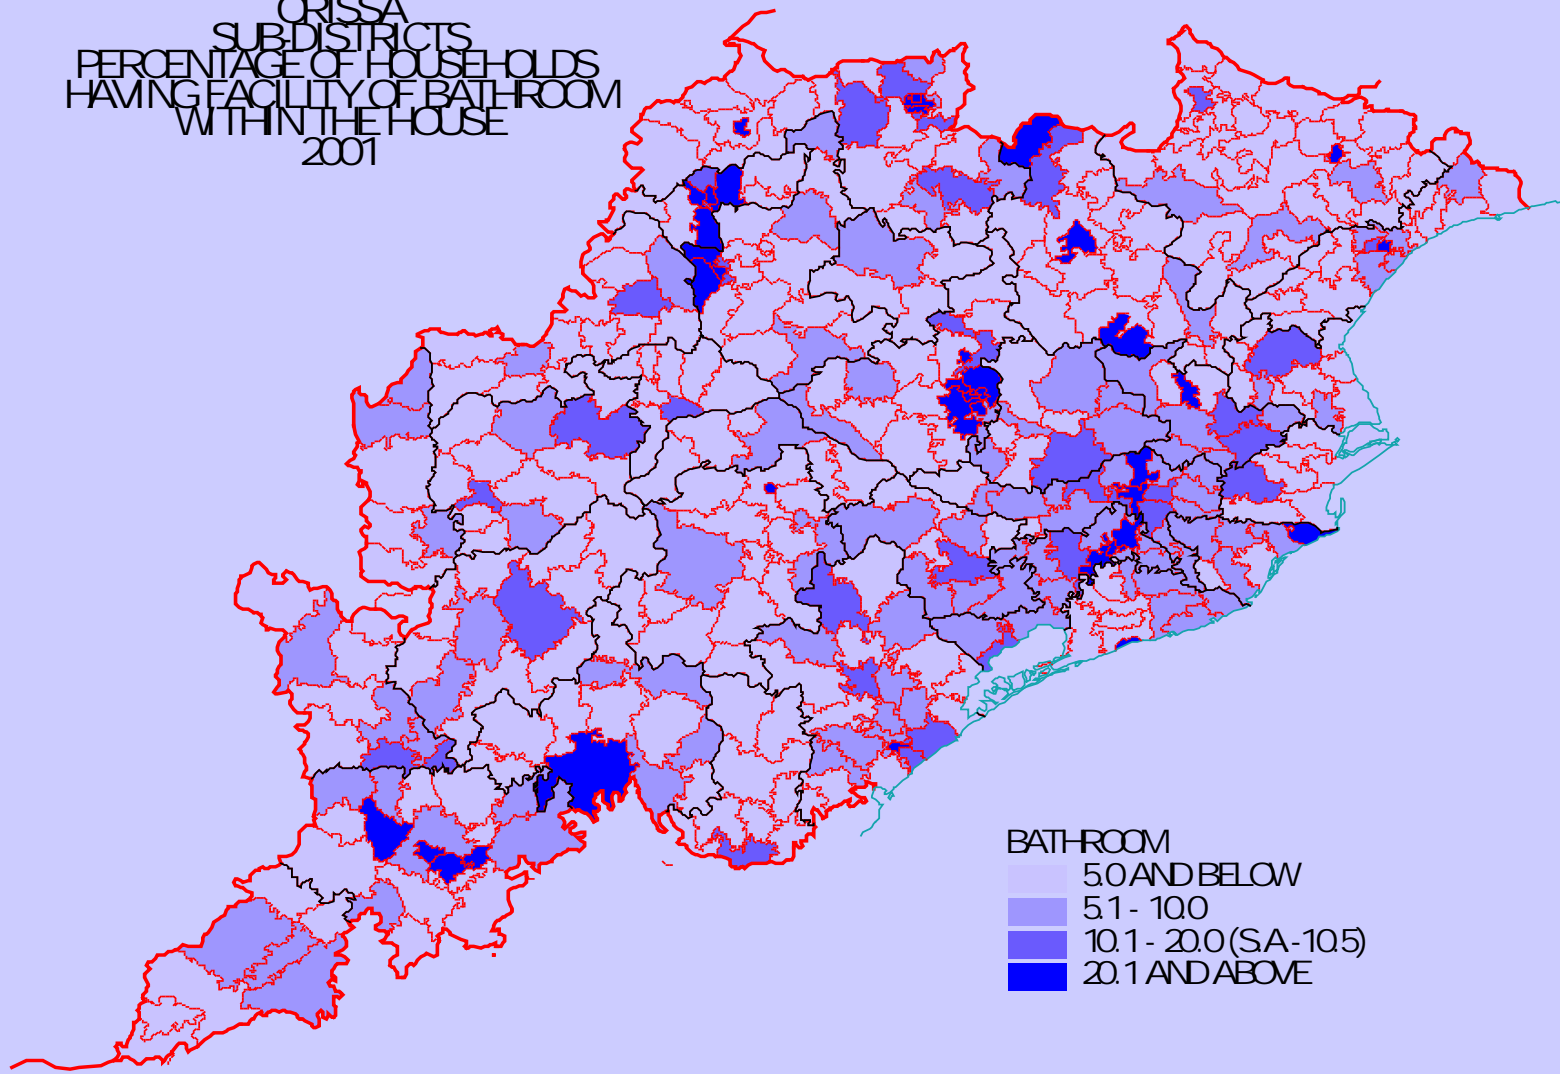 ORISSA
SUB-DISTRICTS
PERCENTAGE OF HOUSEHOLDS
HAVING FACILITY OF BATHROOM
WITHIN THE HOUSE
2001
BATHROOM
5.0 AND BELOW
5.1 - 10.0
10.1 - 20.0 (S.A.-10.5)
20.1 AND ABOVE